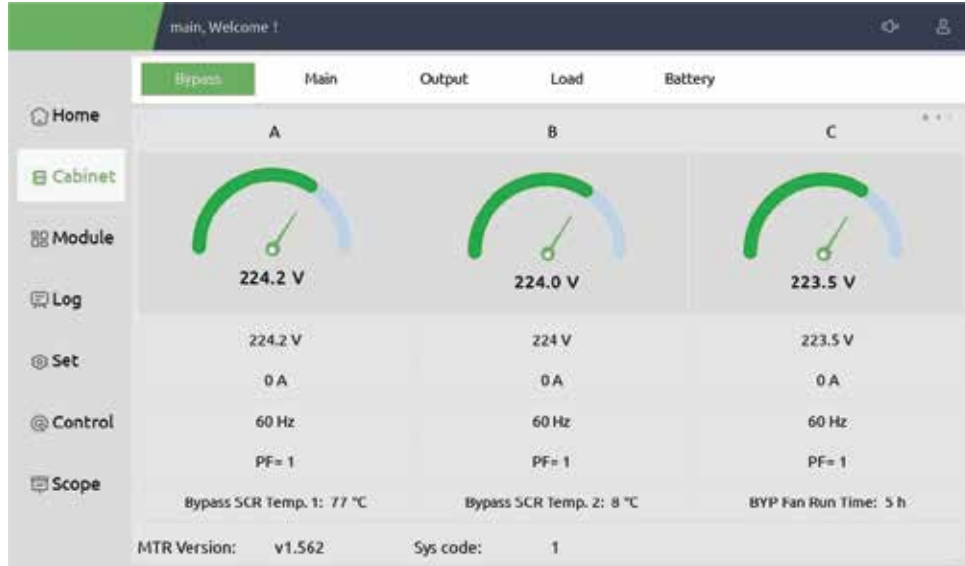 main, Welcome !
Bypass Main Output Load Battery
Home
A B C
Cabinet
Module
224.2 V 224.0 V 223.5 V
Log
224.2 V 224 V 223.5 V
Set
0 A 0 A 0 A
Control 60 Hz 60 Hz 60 Hz
PF= 1 PF= 1 PF= 1
Scope
Bypass SCR Temp. 1: 77 °C Bypass SCR Temp. 2: 8 °C BYP Fan Run Time: 5 h
MTR Version: v1.562 Sys code: 1